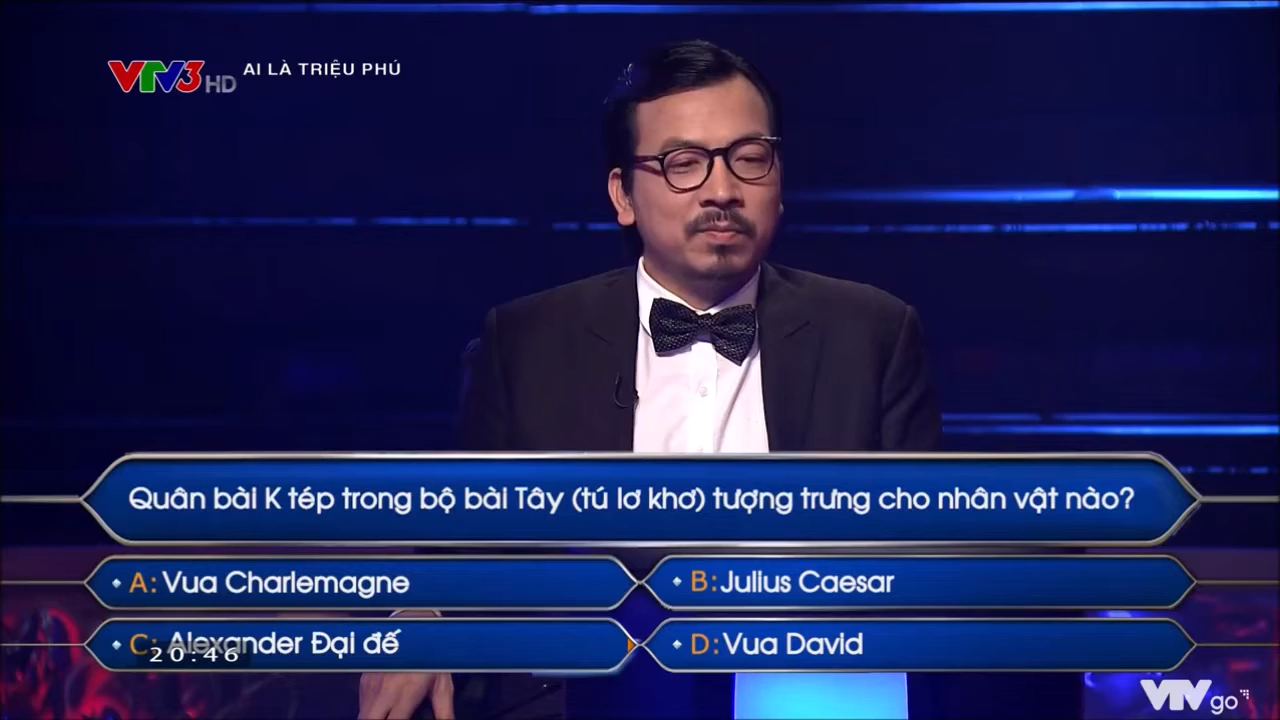 VTV3 HD AI LÀ TRIỆU PHÚ
Quân bài K tép trong bộ bài Tây (tú lơ khơ) tượng trưng cho nhân vật nào?
A: Vua Charlemagne
B: Julius Caesar
C: Alexander Đại đế
D: Vua David
20:46
VTV go